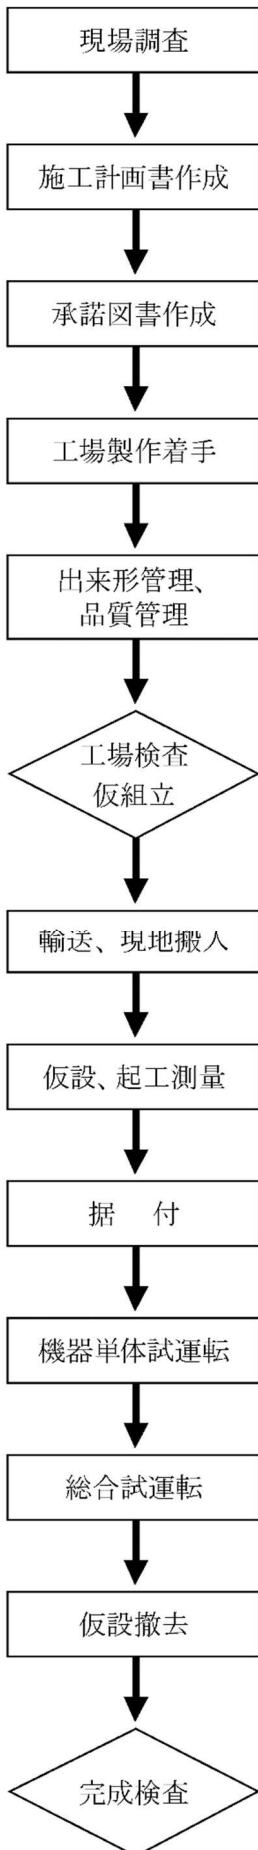 現場調査
施工計画書作成
承諾図書作成
工場製作着手
出来形管理、
品質管理
工場検査
仮組立
輸送、現地搬人
仮設、起工測量
据　付
機器単体試運転
総合試運転
仮設撤去
完成検査